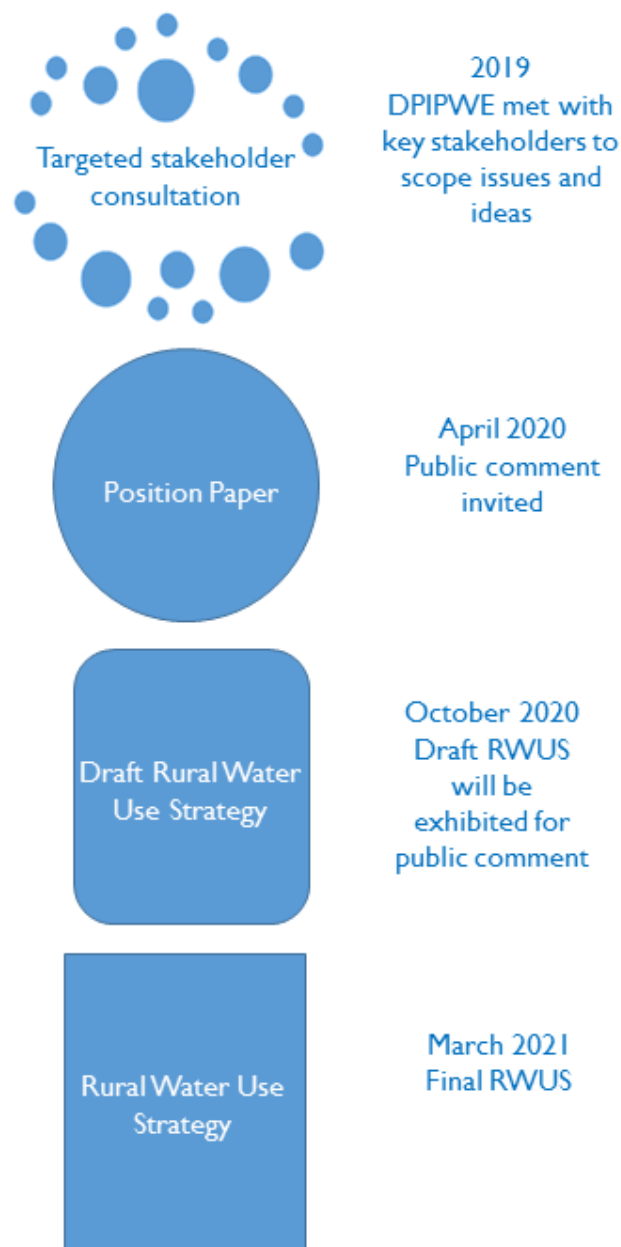 Targeted stakeholder
consultation
2019
DPIPWE met with
key stakeholders to
scope issues and
ideas
Position Paper
April 2020
Public comment
invited
Draft Rural Water
Use Strategy
October 2020
Draft RWUS
will be
exhibited for
public comment
Rural Water Use
Strategy
March 2021
Final RWUS